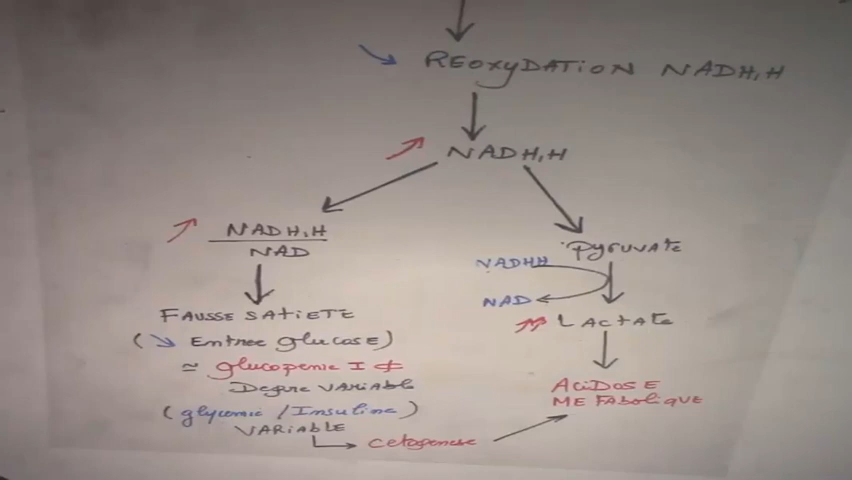 REOXYDATION NADH,H
NADH,H
NADH,H
NAD
Pyruvate
NADHH
NAD
Lactate
FAUSSE SATIETE
(↘ Entree glucose)
≃ glucopenie I
Degre variable
(glycemie / Insuline)
VARiAbLE
cetogenese
AciDOSE
METAboliQUE